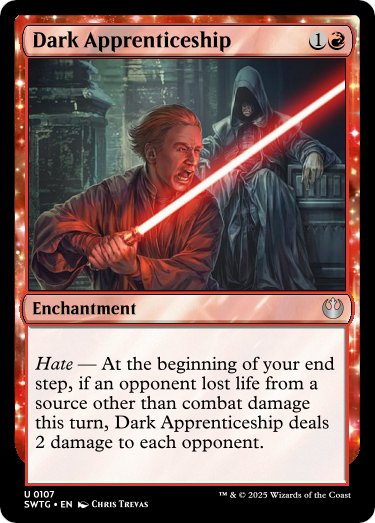 Dark Apprenticeship 1
Enchantment
Hate — At the beginning of your end
step, if an opponent lost life from a
source other than combat damage
this turn, Dark Apprenticeship deals
2 damage to each opponent.
U 0107
SWTG • EN Chris Trevas
™ & © 2025 Wizards of the Coast